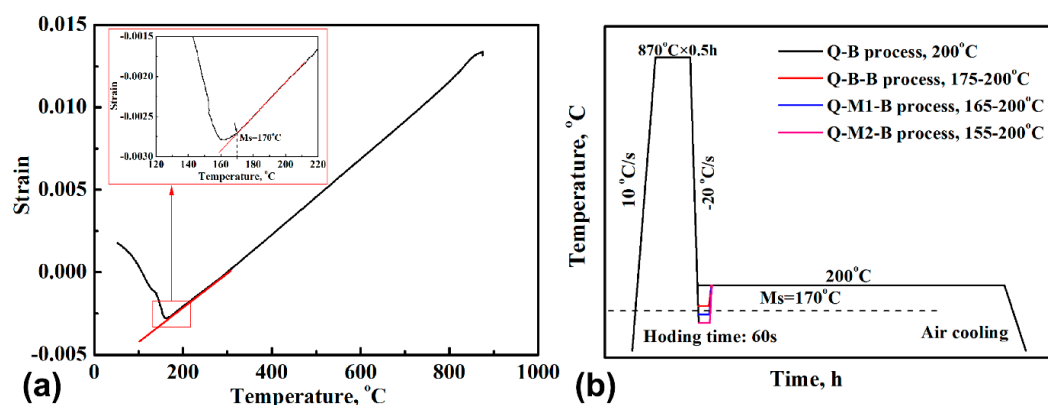 0.015
0.010
0.005
0.000
-0.005
Strain
0 200 400 600 800 1000
Temperature, °C
(a)
-0.0015
-0.0020
-0.0025
-0.0030
Strain
Ms=170°C
120 140 160 180 200 220
Temperature, °C
870°C×0.5h
Q-B process, 200°C
Q-B-B process, 175-200°C
Q-M1-B process, 165-200°C
Q-M2-B process, 155-200°C
Temperature, °C
10 °C/s
-20 °C/s
200°C
Ms=170°C
Hoding time: 60s
Air cooling
(b)
Time, h